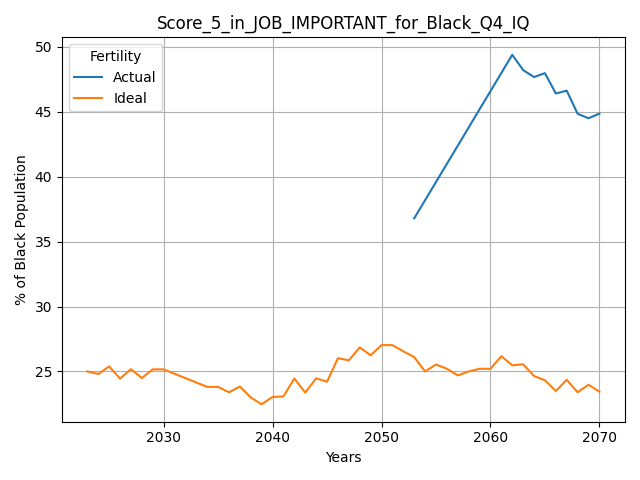 Score_5_in_JOB_IMPORTANT_for_Black_Q4_IQ
Fertility
Actual
Ideal
% of Black Population
50
45
40
35
30
25
2030
2040
2050
2060
2070
Years